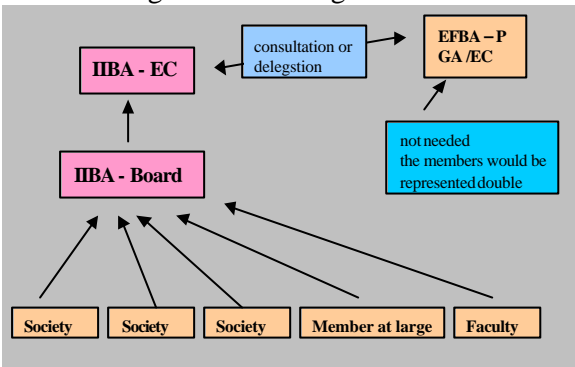 consultation or
delegstion
EFBA – P
GA /EC
IIBA - EC
not needed
the members would be
represented double
IIBA - Board
Society
Society
Society
Member at large
Faculty